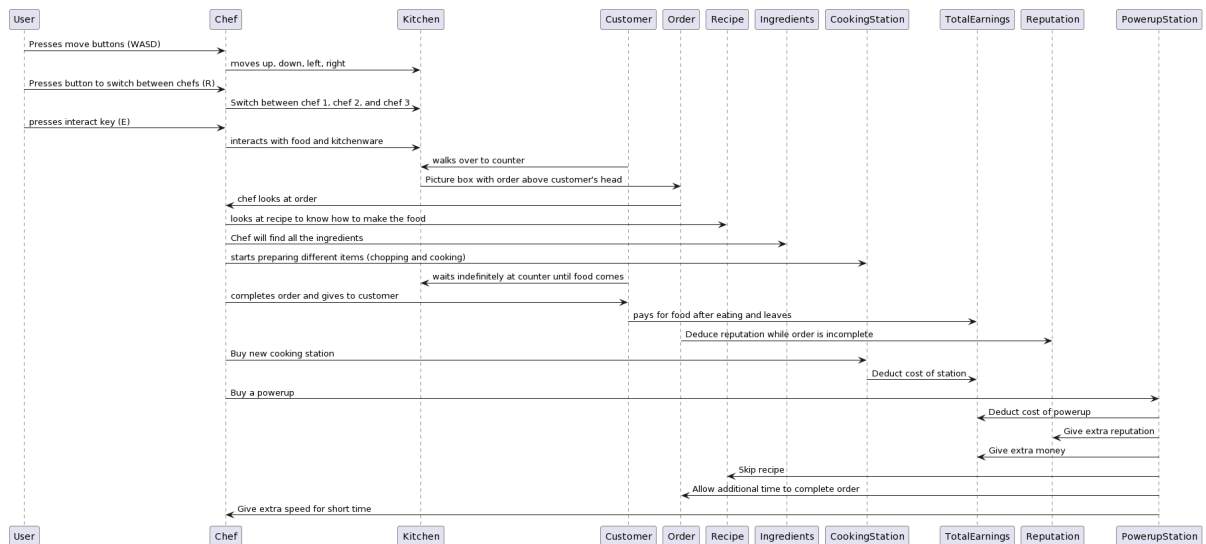 User Chef Kitchen Customer Order Recipe Ingredients CookingStation TotalEarnings Reputation PowerupStation
Presses move buttons (WASD)
moves up, down, left, right
Presses button to switch between chefs (R)
Switch between chef 1, chef 2, and chef 3
presses interact key (E)
interacts with food and kitchenware
walks over to counter
Picture box with order above customer's head
chef looks at order
looks at recipe to know how to make the food
Chef will find all the ingredients
starts preparing different items (chopping and cooking)
waits indefinitely at counter until food comes
completes order and gives to customer
pays for food after eating and leaves
Deduce reputation while order is incomplete
Buy new cooking station
Deduct cost of station
Buy a powerup
Deduct cost of powerup
Give extra reputation
Give extra money
Skip recipe
Allow additional time to complete order
Give extra speed for short time
User Chef Kitchen Customer Order Recipe Ingredients CookingStation TotalEarnings Reputation PowerupStation